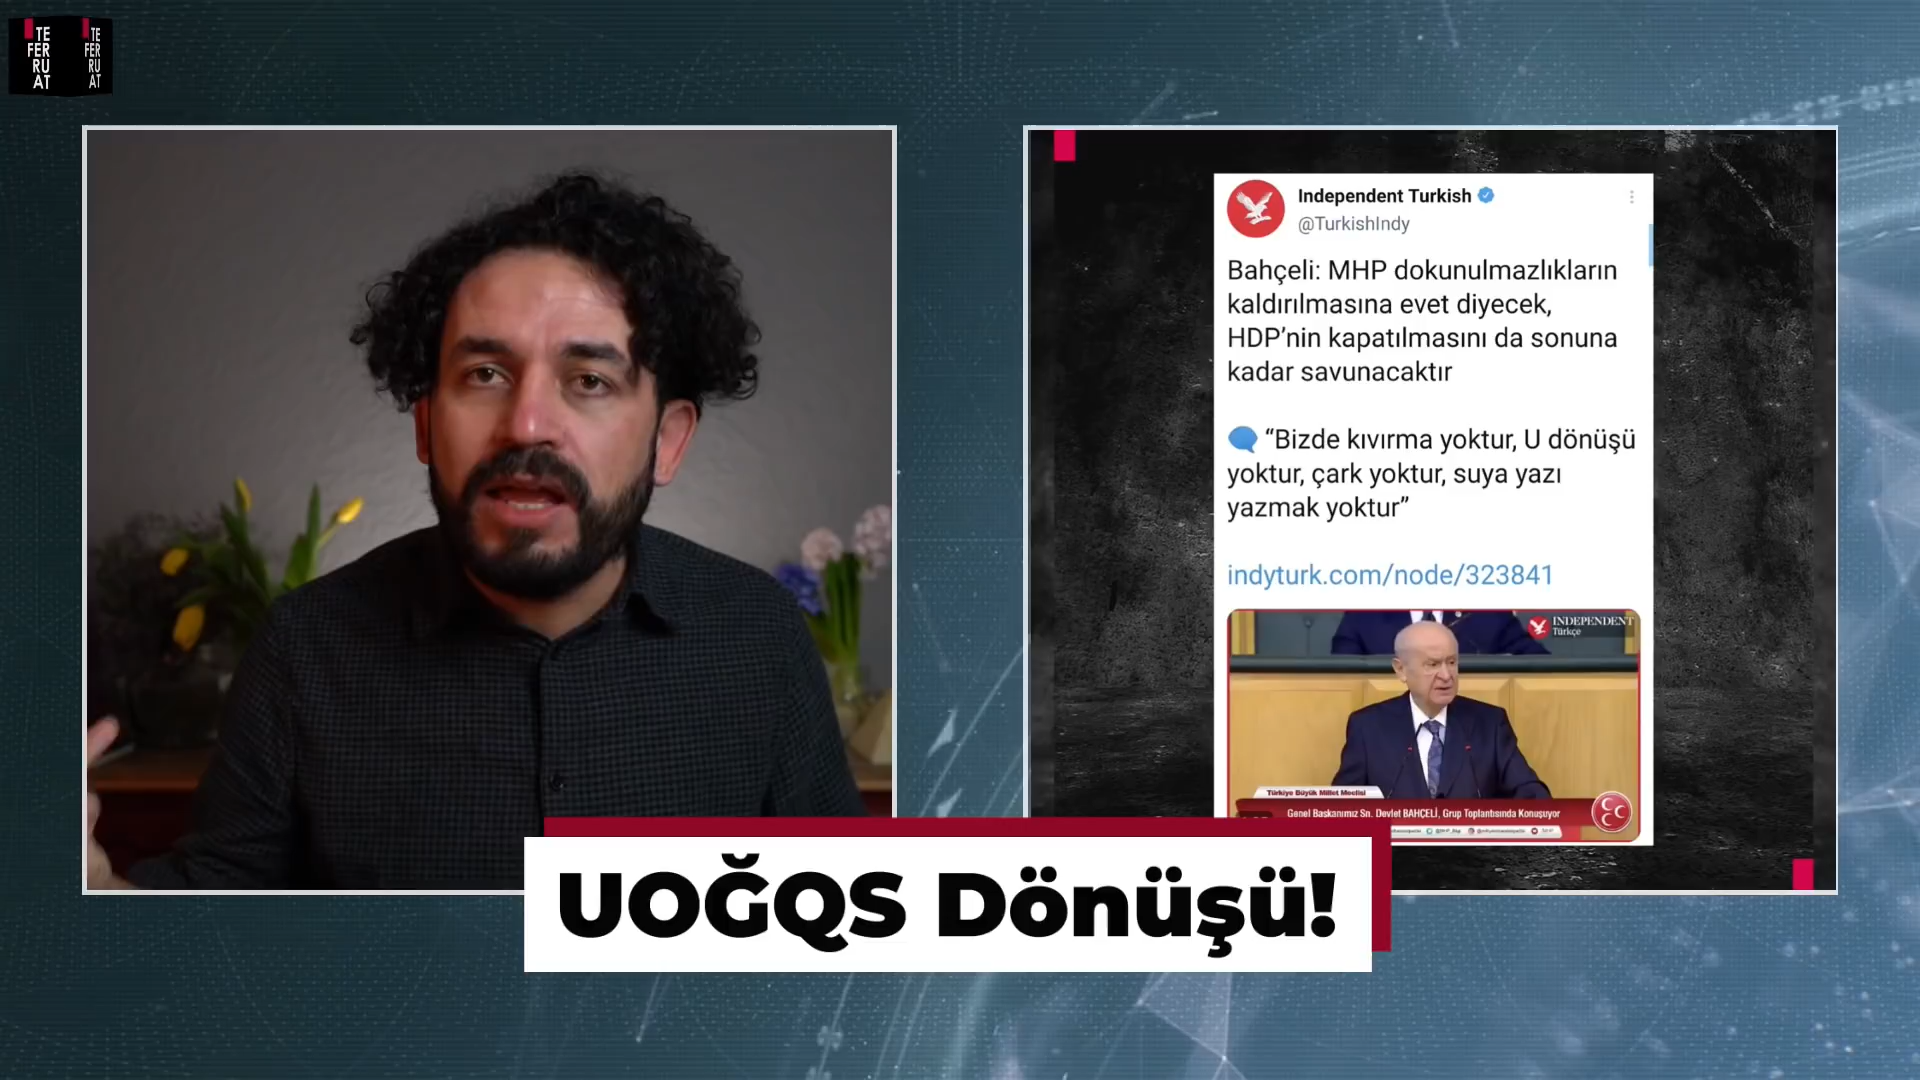 TE
FER
RU
AT
TE
FER
RU
AT
Independent Turkish
@TurkishIndy
Bahçeli: MHP dokunulmazlıkların
kaldırılmasına evet diyecek,
HDP’nin kapatılmasını da sonuna
kadar savunacaktır
“Bizde kıvırma yoktur, U dönüşü
yoktur, çark yoktur, suya yazı
yazmak yoktur”
indyturk.com/node/323841
INDEPENDENT
Türkçe
Türkiye Büyük Millet Meclisi
Genel Başkanımız Sn. Devlet BAHÇELİ, Grup Toplantısında Konuşuyor
UOĞQS Dönüşü!